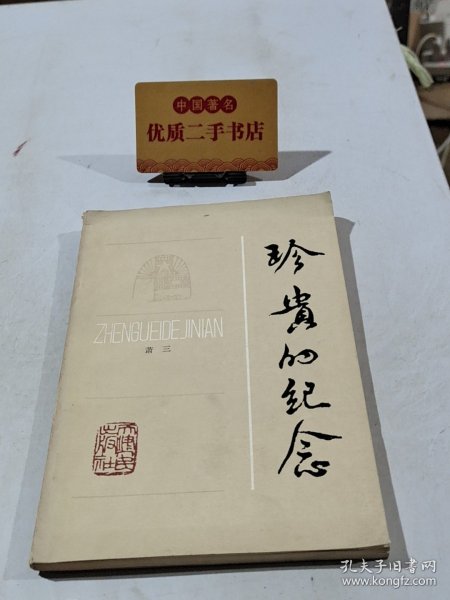 中国著名
优质二手书店
珍貴的纪念
ZHENGUEIDEJINIAN
萧三
孔夫子旧书网
www.kongfz.com